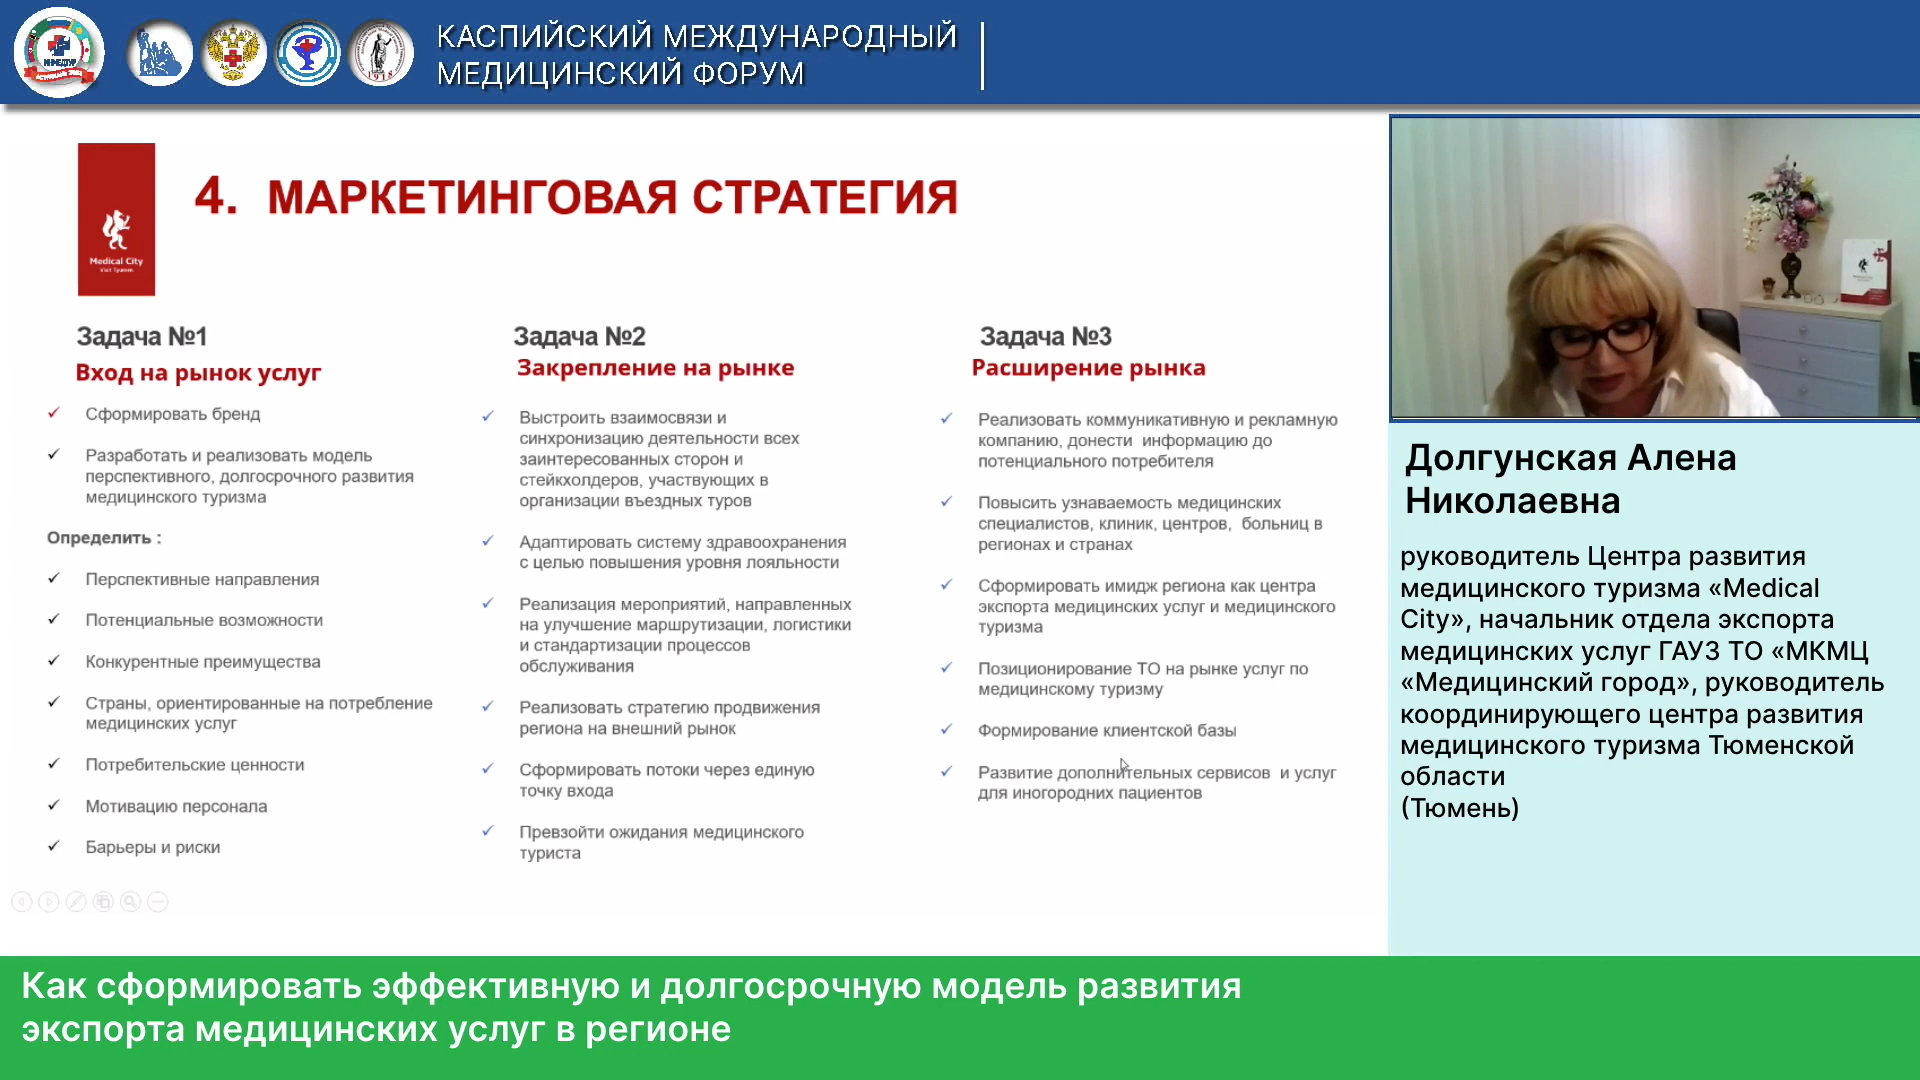 КАСПИЙСКИЙ МЕЖДУНАРОДНЫЙ
МЕДИЦИНСКИЙ ФОРУМ
1918
Medical City
Visit Tyumen
4. МАРКЕТИНГОВАЯ СТРАТЕГИЯ
Задача №1
Вход на рынок услуг
Сформировать бренд
Разработать и реализовать модель
перспективного, долгосрочного развития
медицинского туризма
Определить :
Перспективные направления
Потенциальные возможности
Конкурентные преимущества
Страны, ориентированные на потребление
медицинских услуг
Потребительские ценности
Мотивацию персонала
Барьеры и риски
Задача №2
Закрепление на рынке
Выстроить взаимосвязи и
синхронизацию деятельности всех
заинтересованных сторон и
стейкхолдеров, участвующих в
организации въездных туров
Адаптировать систему здравоохранения
с целью повышения уровня лояльности
Реализация мероприятий, направленных
на улучшение маршрутизации, логистики
и стандартизации процессов
обслуживания
Реализовать стратегию продвижения
региона на внешний рынок
Сформировать потоки через единую
точку входа
Превзойти ожидания медицинского
туриста
Задача №3
Расширение рынка
Реализовать коммуникативную и рекламную
компанию, донести информацию до
потенциального потребителя
Повысить узнаваемость медицинских
специалистов, клиник, центров, больниц в
регионах и странах
Сформировать имидж региона как центра
экспорта медицинских услуг и медицинского
туризма
Позиционирование ТО на рынке услуг по
медицинскому туризму
Формирование клиентской базы
Развитие дополнительных сервисов и услуг
для иногородних пациентов
Долгунская Алена
Николаевна
руководитель Центра развития
медицинского туризма «Medical
City», начальник отдела экспорта
медицинских услуг ГАУЗ ТО «МКМЦ
«Медицинский город», руководитель
координирующего центра развития
медицинского туризма Тюменской
области
(Тюмень)
Как сформировать эффективную и долгосрочную модель развития
экспорта медицинских услуг в регионе